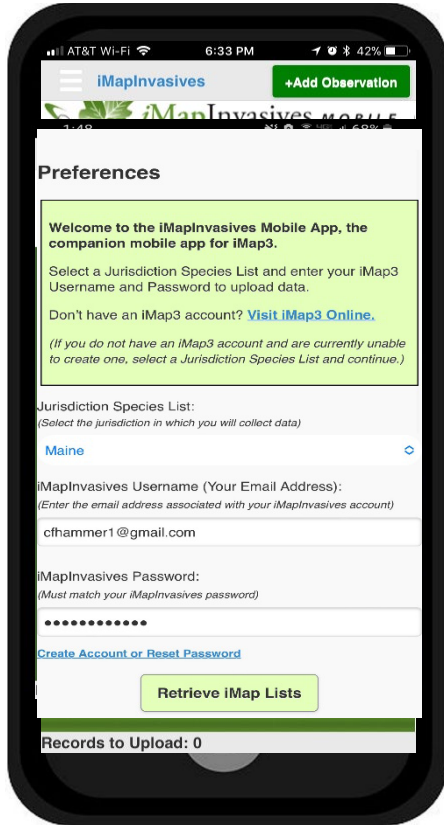 AT&T Wi-Fi 6:33 PM 42%
iMapInvasives
+Add Observation
iMapInvasives MOBILE
1:48 68%
Preferences
Welcome to the iMapInvasives Mobile App, the
companion mobile app for iMap3.
Select a Jurisdiction Species List and enter your iMap3
Username and Password to upload data.
Don't have an iMap3 account? Visit iMap3 Online.
(If you do not have an iMap3 account and are currently unable
to create one, select a Jurisdiction Species List and continue.)
Jurisdiction Species List:
(Select the jurisdiction in which you will collect data)
Maine
iMapInvasives Username (Your Email Address):
(Enter the email address associated with your iMapInvasives account)
cfhammer1@gmail.com
iMapInvasives Password:
(Must match your iMapInvasives password)
••••••••••••
Create Account or Reset Password
Retrieve iMap Lists
Records to Upload: 0